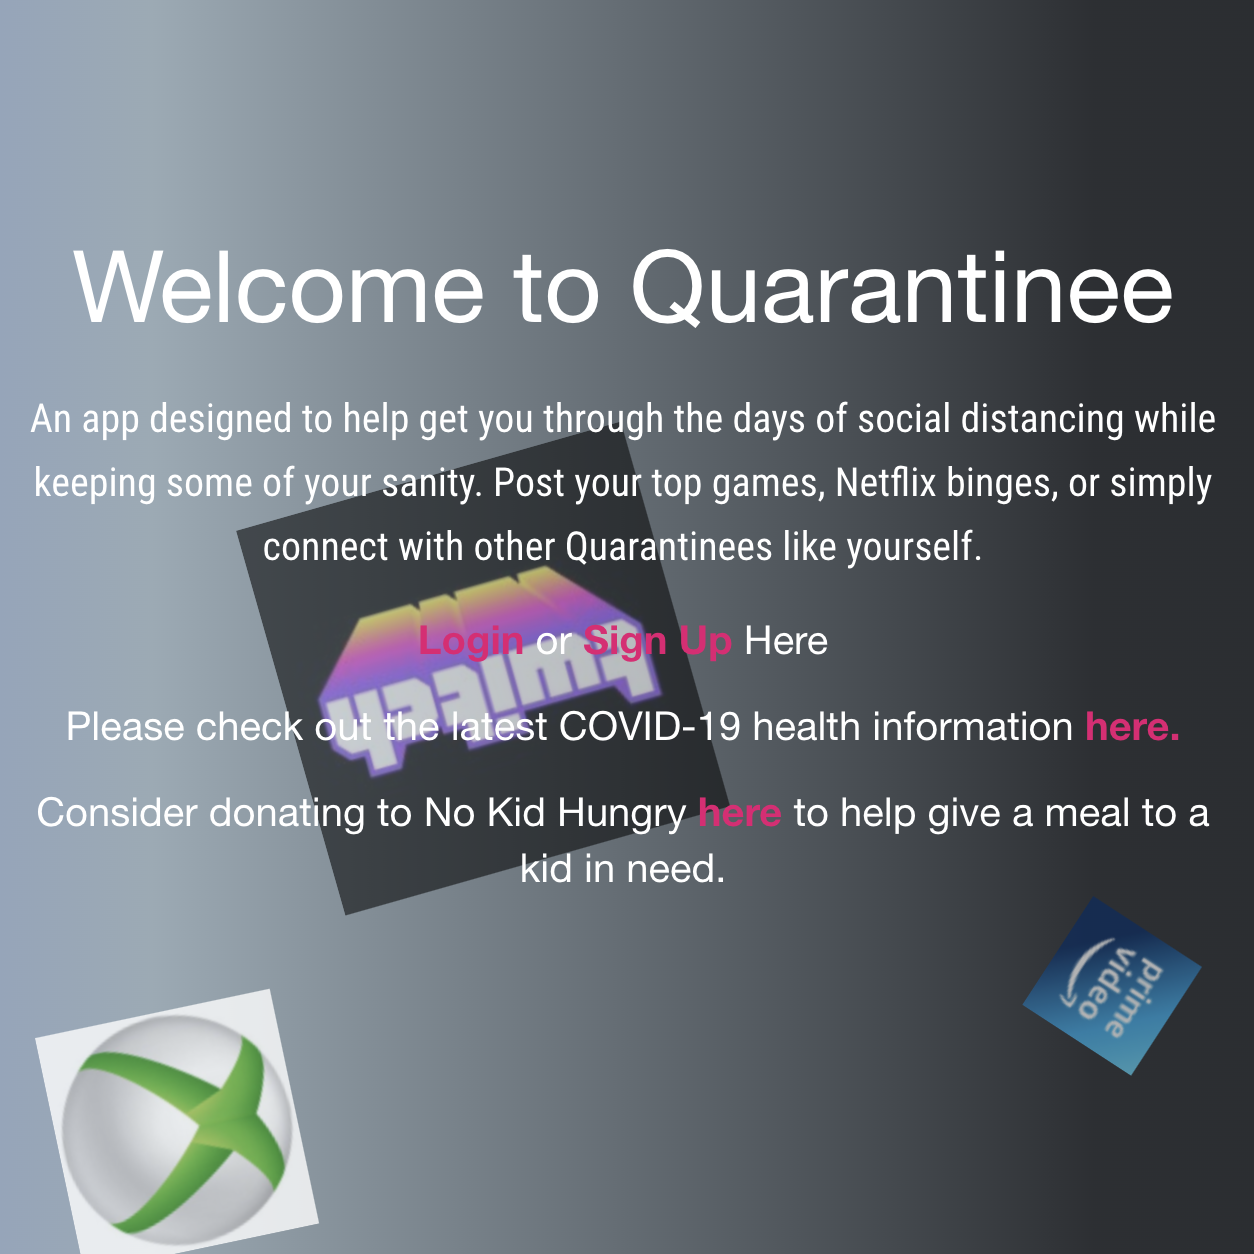 Welcome to Quarantinee
An app designed to help get you through the days of social distancing while
keeping some of your sanity. Post your top games, Netflix binges, or simply
connect with other Quarantinees like yourself.
twitch
Login or Sign Up Here
Please check out the latest COVID-19 health information here.
Consider donating to No Kid Hungry here to help give a meal to a
kid in need.
prime
video